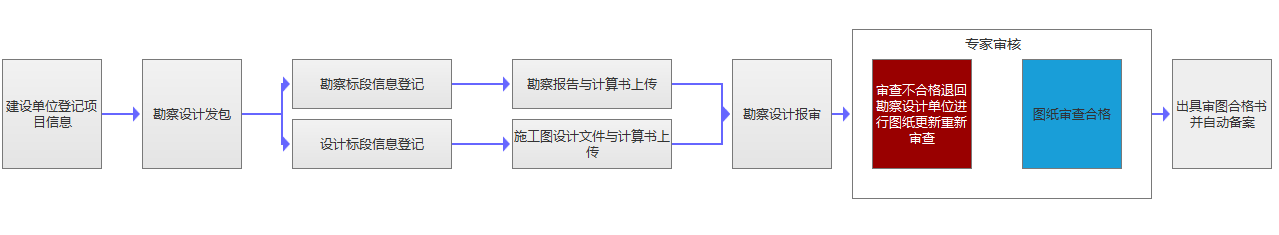 建设单位登记项
目信息
勘察设计发包
勘察标段信息登记
设计标段信息登记
勘察报告与计算书上传
施工图设计文件与计算书上
传
勘察设计报审
专家审核
审查不合格退回
勘察设计单位进
行图纸更新重新
审查
图纸审查合格
出具审图合格书
并自动备案